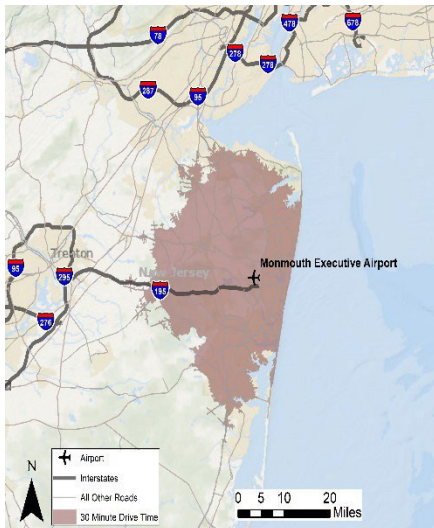 78
478
678
278
278
287
95
Monmouth Executive Airport
Trenton
New Jersey
95
295
195
276
N
Airport
Interstates
All Other Roads
30 Minute Drive Time
0 5 10 20
Miles